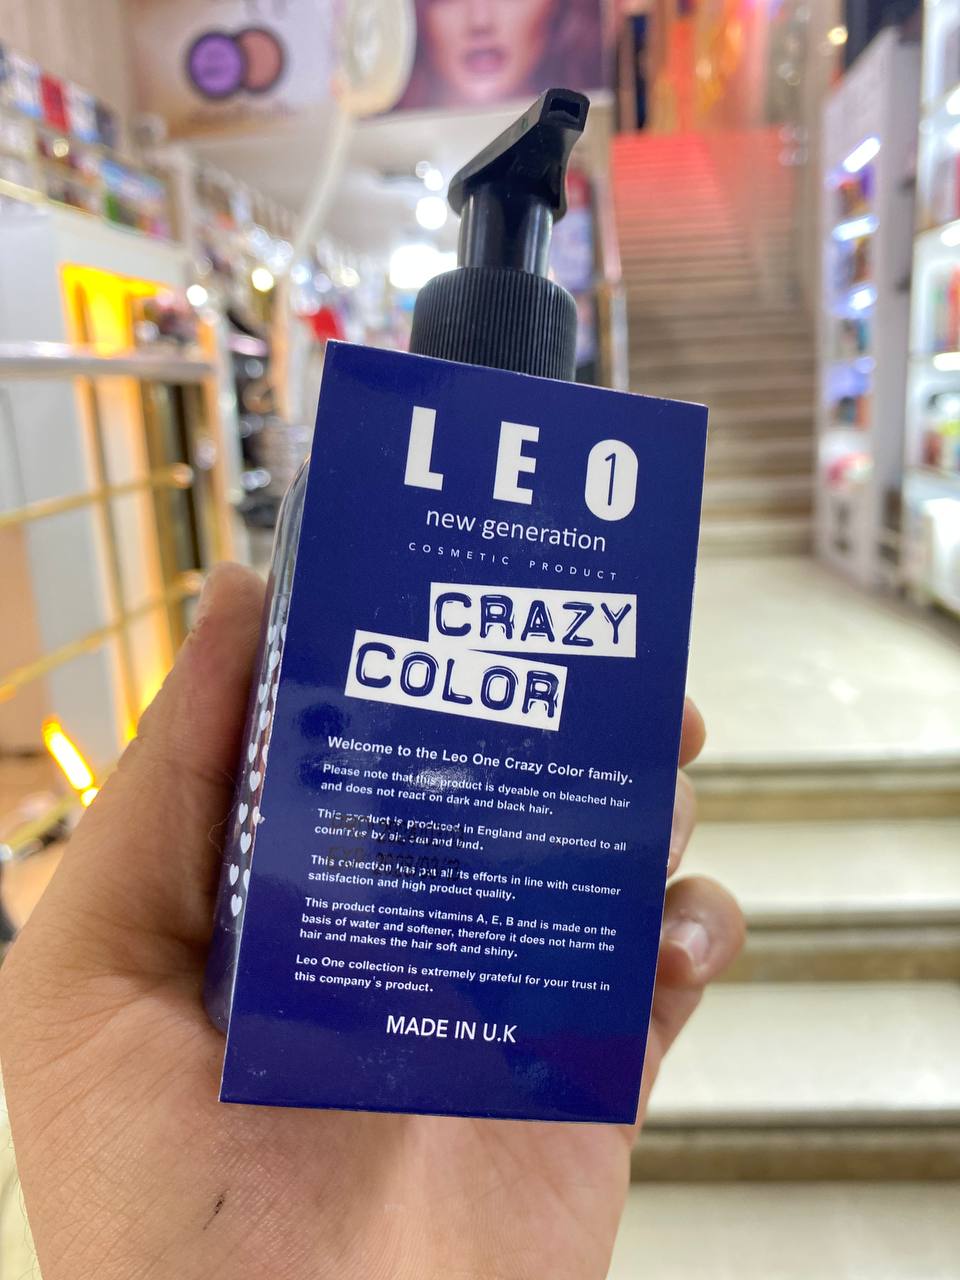 LEO1
new generation
COSMETIC PRODUCT
CRAZY
COLOR
Welcome to the Leo One Crazy Color family.
Please note that this product is dyeable on bleached hair
and does not react on dark and black hair.
This product is produced in England and exported to all
countries by air, sea and land.
This collection has put all its efforts in line with customer
satisfaction and high product quality.
This product contains vitamins A, E, B and is made on the
basis of water and softener, therefore it does not harm the
hair and makes the hair soft and shiny.
Leo One collection is extremely grateful for your trust in
this company's product.
MADE IN U.K